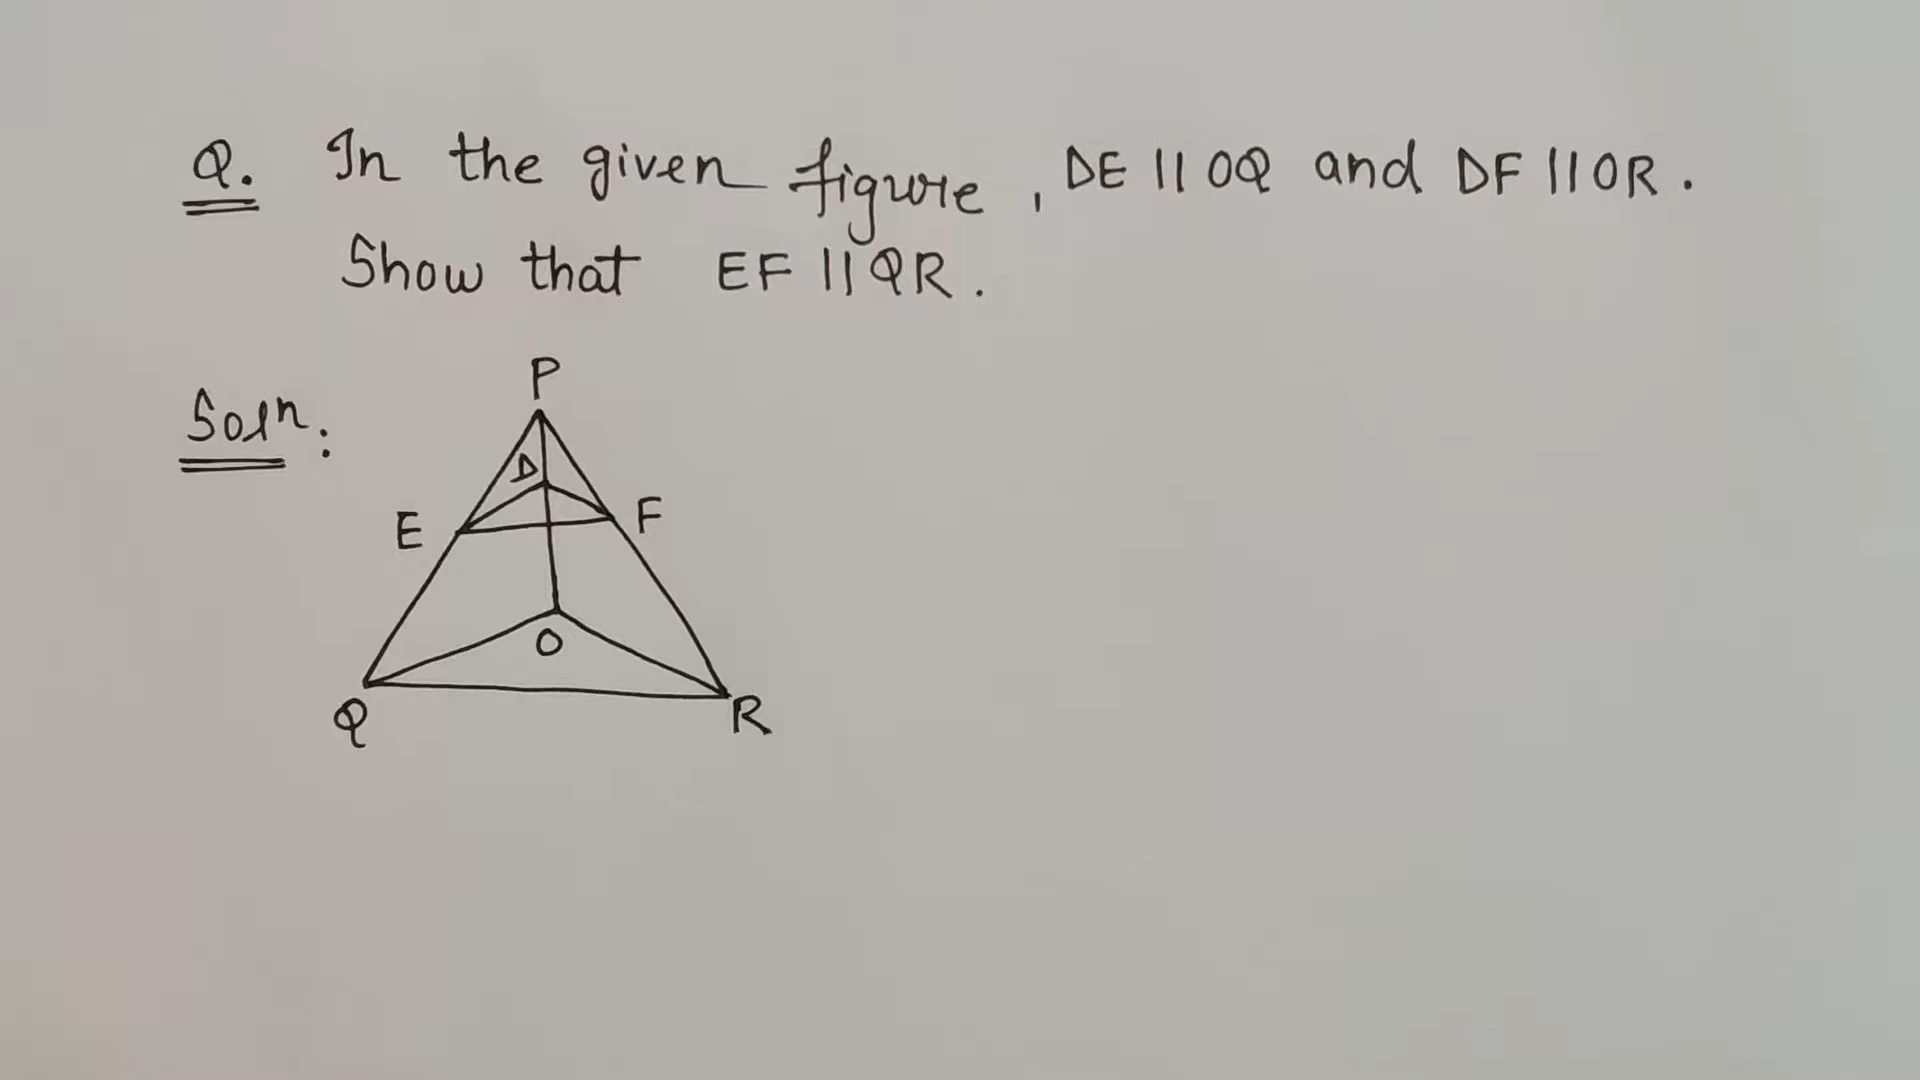 Q. In the given figure, DE || OQ and DF || OR.
Show that EF || QR.
Soln:
P
D
E
F
O
Q
R